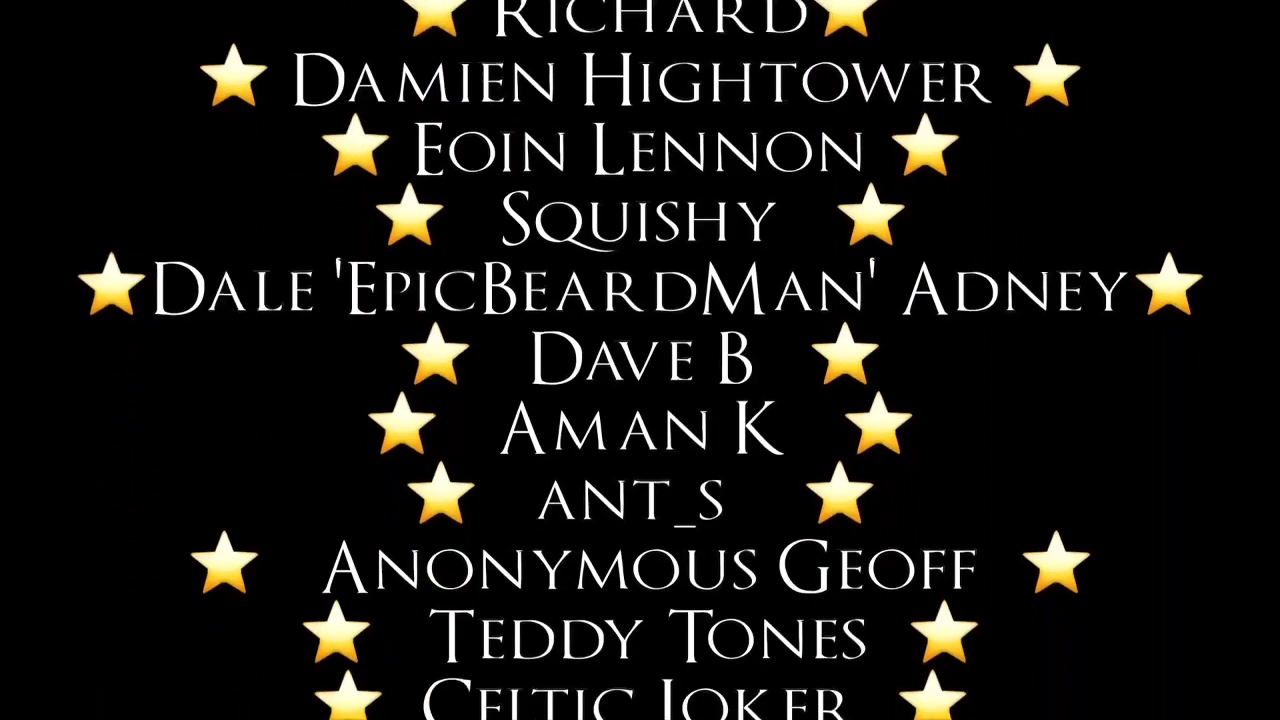 ⭐ Richard ⭐
⭐ Damien Hightower ⭐
⭐ Eoin Lennon ⭐
⭐ Squishy ⭐
⭐ Dale 'EpicBeardMan' Adney ⭐
⭐ Dave B ⭐
⭐ Aman K ⭐
⭐ ant_s ⭐
⭐ Anonymous Geoff ⭐
⭐ Teddy Tones ⭐
⭐ Celtic Joker ⭐